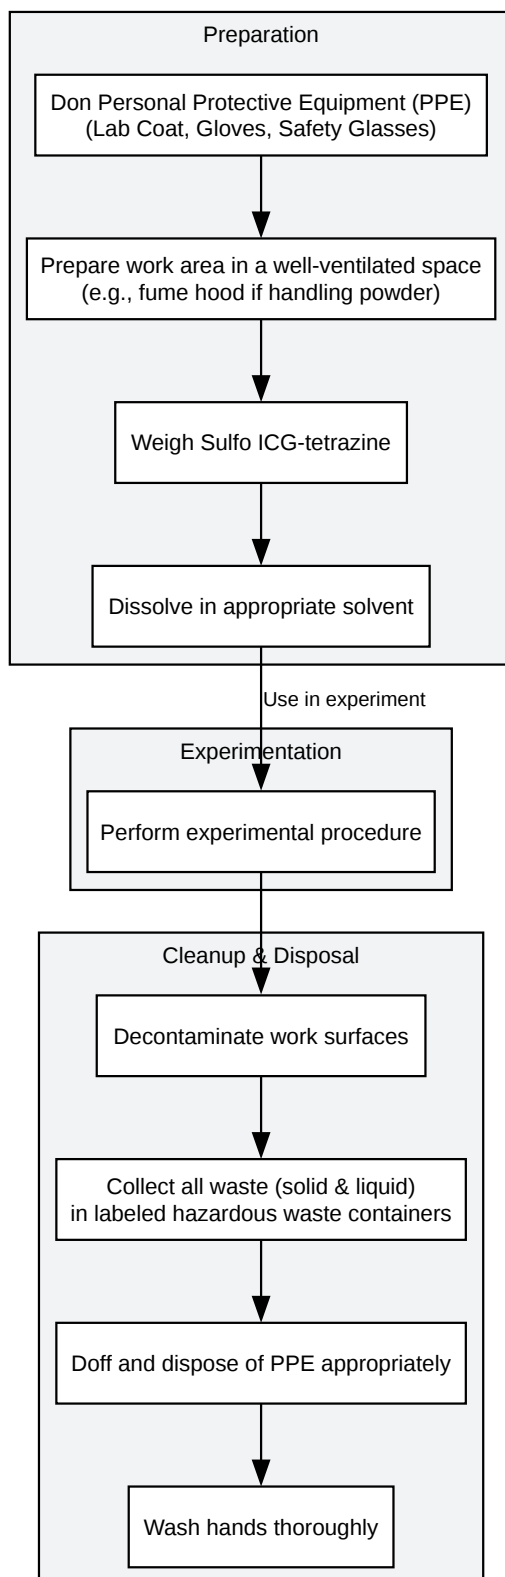 Preparation
Don Personal Protective Equipment (PPE)
(Lab Coat, Gloves, Safety Glasses)
Prepare work area in a well-ventilated space
(e.g., fume hood if handling powder)
Weigh Sulfo ICG-tetrazine
Dissolve in appropriate solvent
Use in experiment
Experimentation
Perform experimental procedure
Cleanup & Disposal
Decontaminate work surfaces
Collect all waste (solid & liquid)
in labeled hazardous waste containers
Doff and dispose of PPE appropriately
Wash hands thoroughly